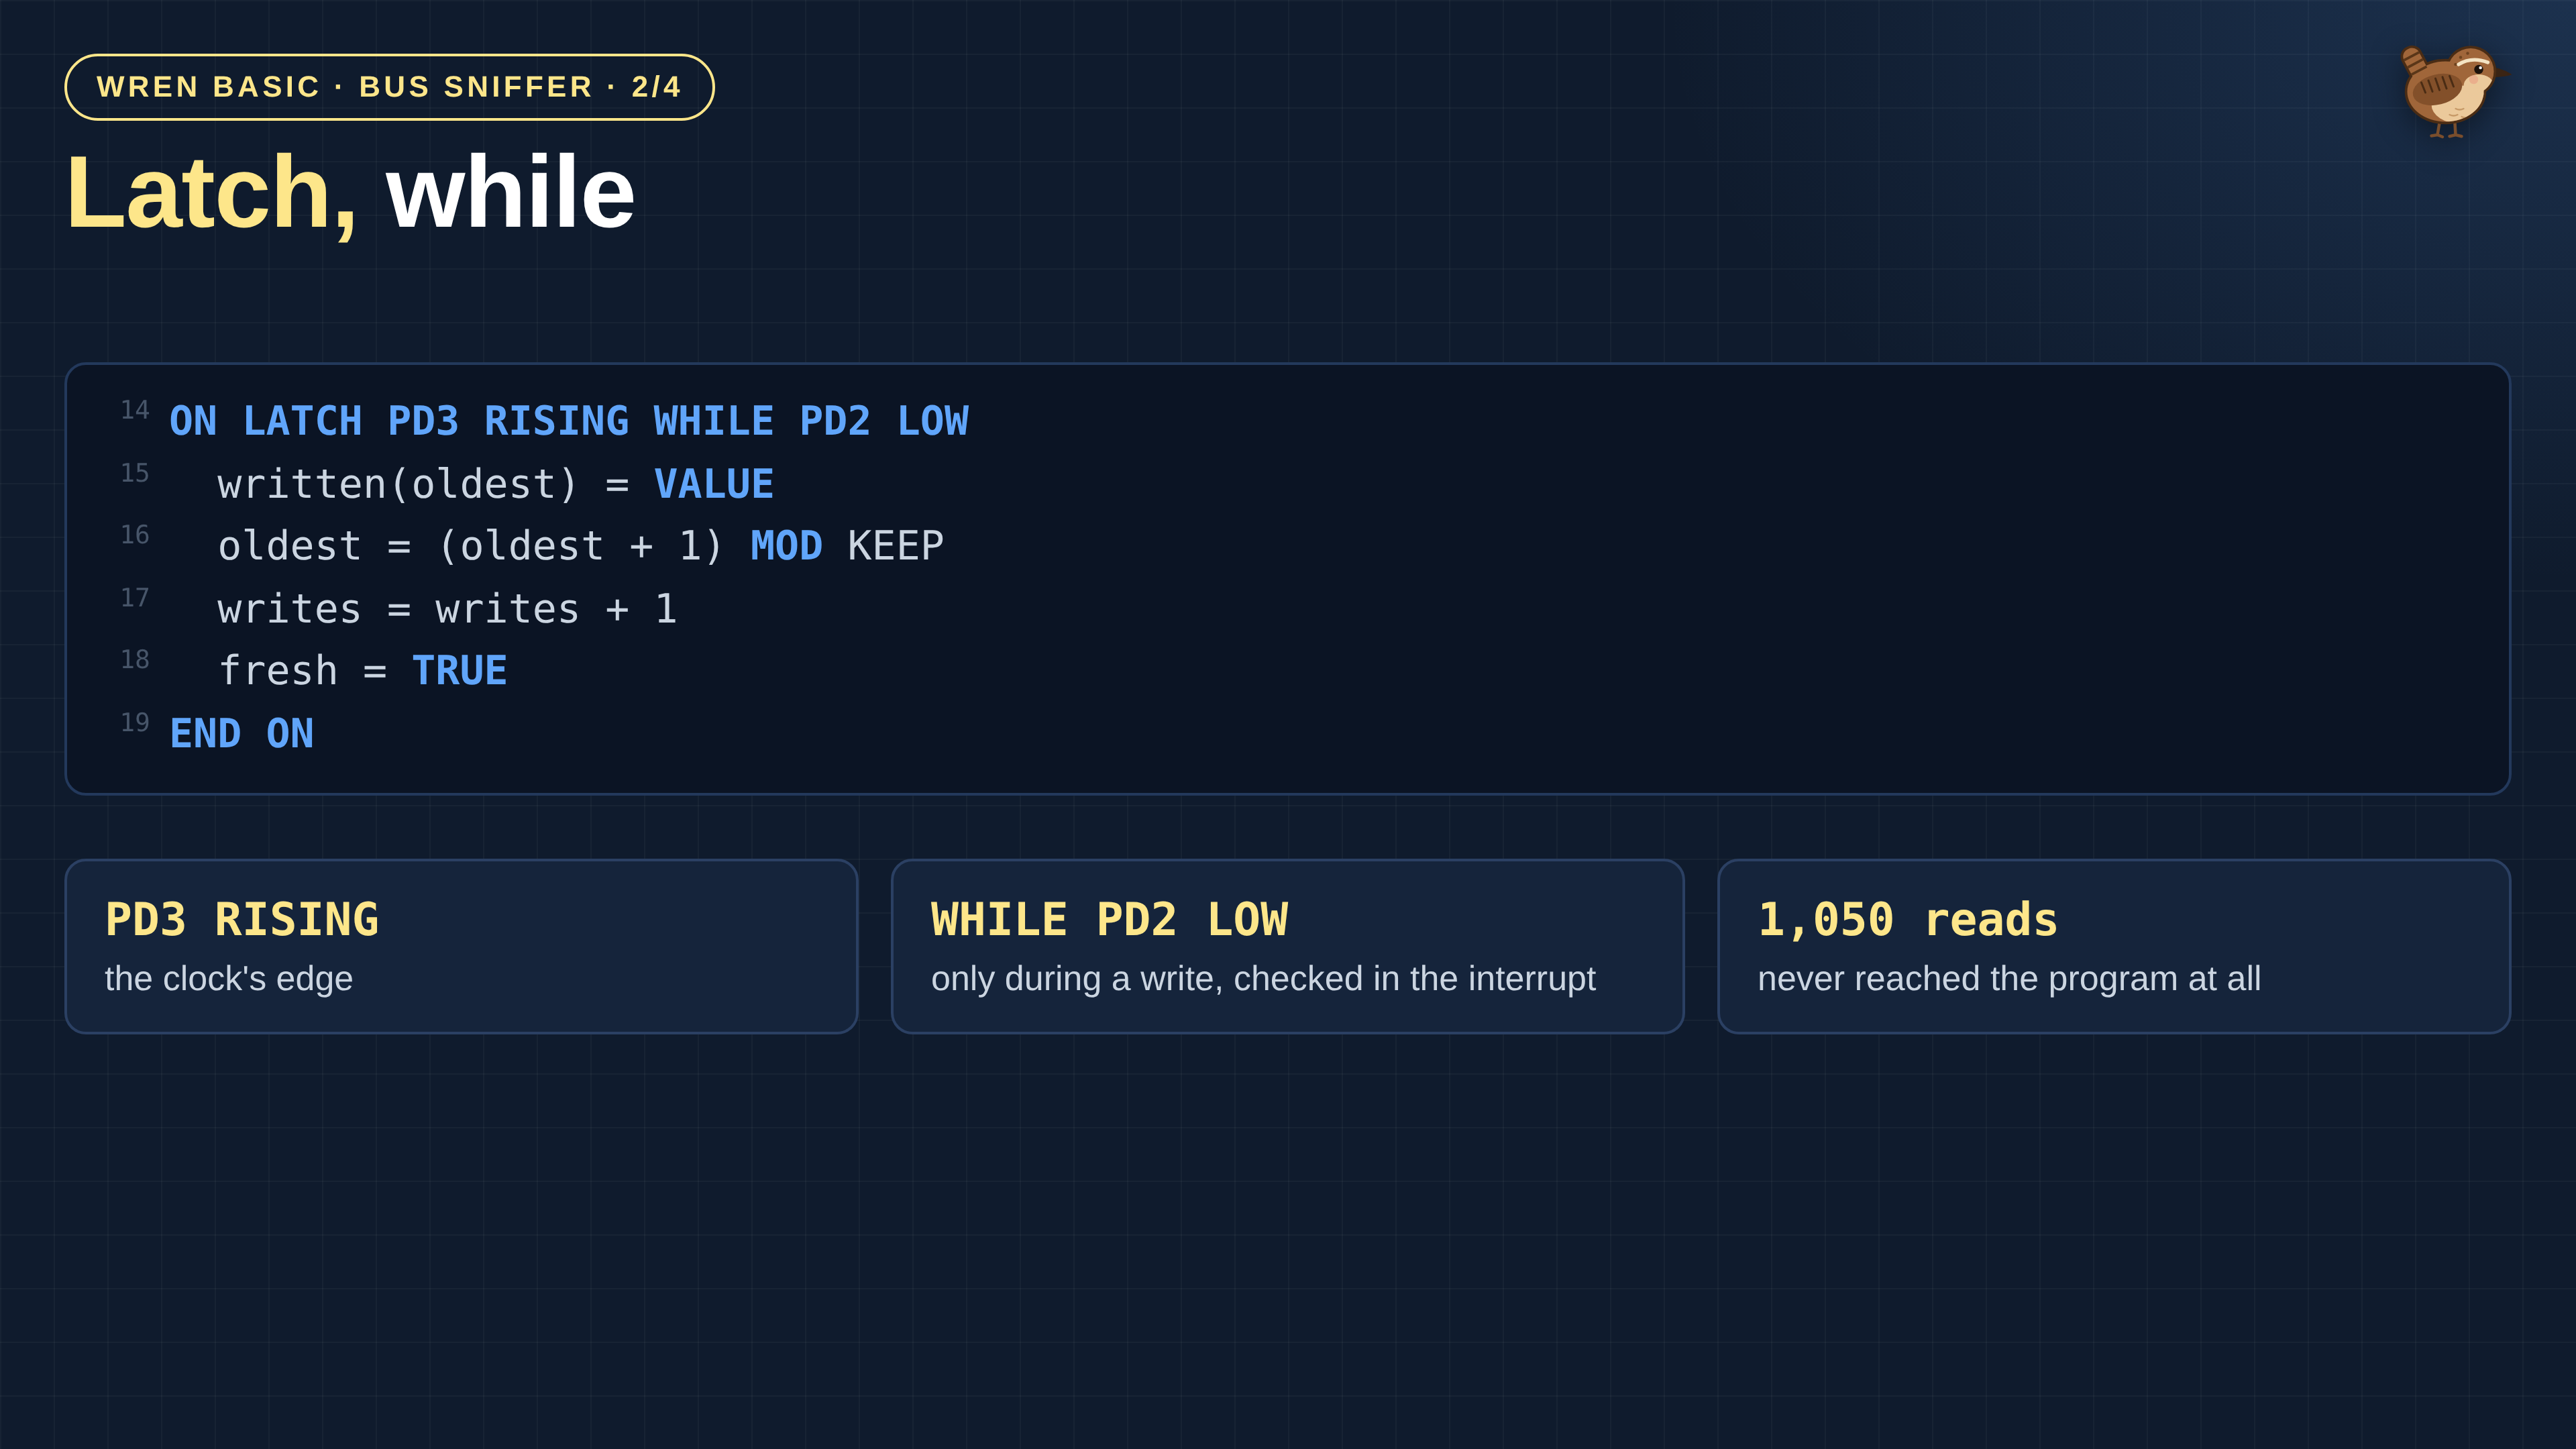 WREN BASIC · BUS SNIFFER · 2/4
Latch, while
14 ON LATCH PD3 RISING WHILE PD2 LOW
15   written(oldest) = VALUE
16   oldest = (oldest + 1) MOD KEEP
17   writes = writes + 1
18   fresh = TRUE
19 END ON
PD3 RISING
the clock's edge
WHILE PD2 LOW
only during a write, checked in the interrupt
1,050 reads
never reached the program at all